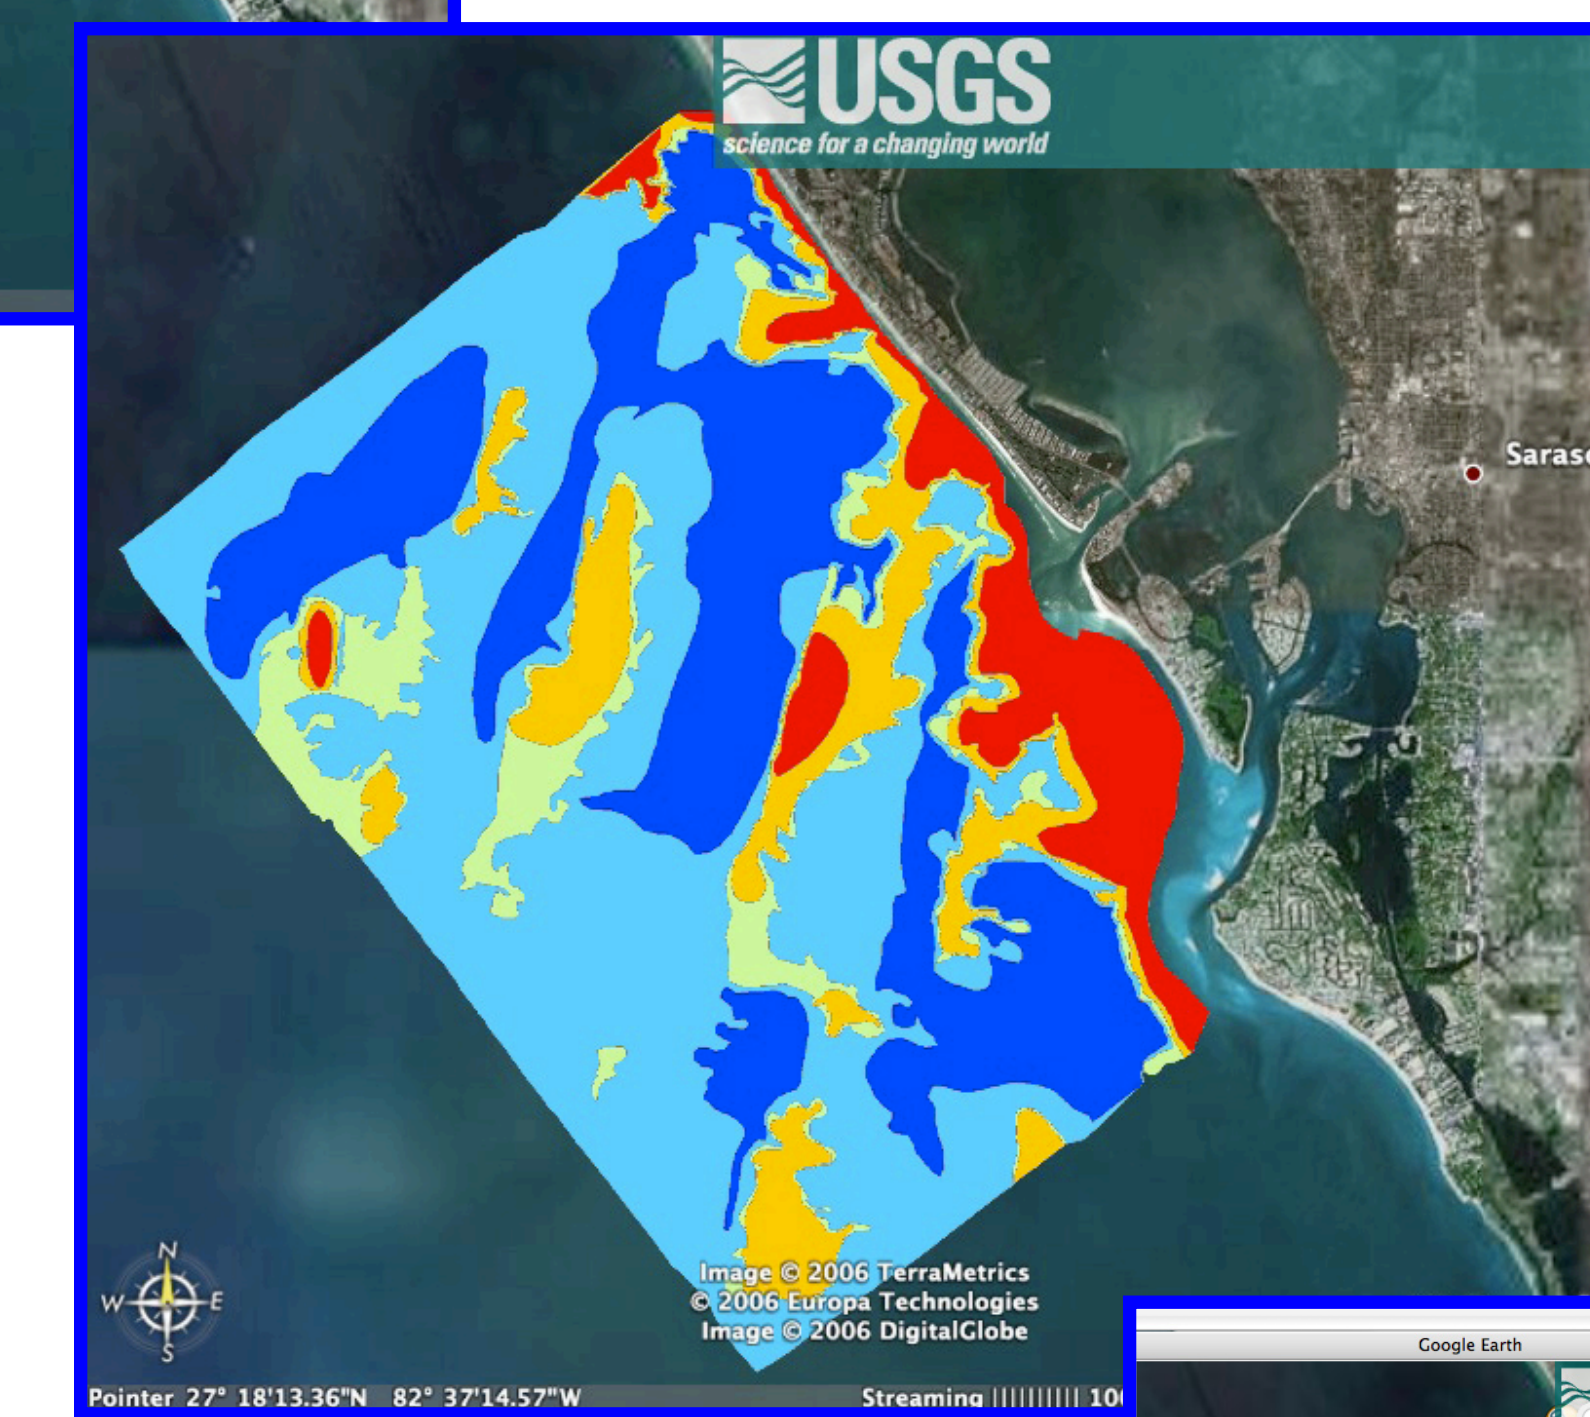 USGS
science for a changing world
N
W E
S
Image © 2006 TerraMetrics
© 2006 Europa Technologies
Image © 2006 DigitalGlobe
Pointer 27° 18'13.36"N 82° 37'14.57"W
Streaming |||||||||| 10
Google Earth